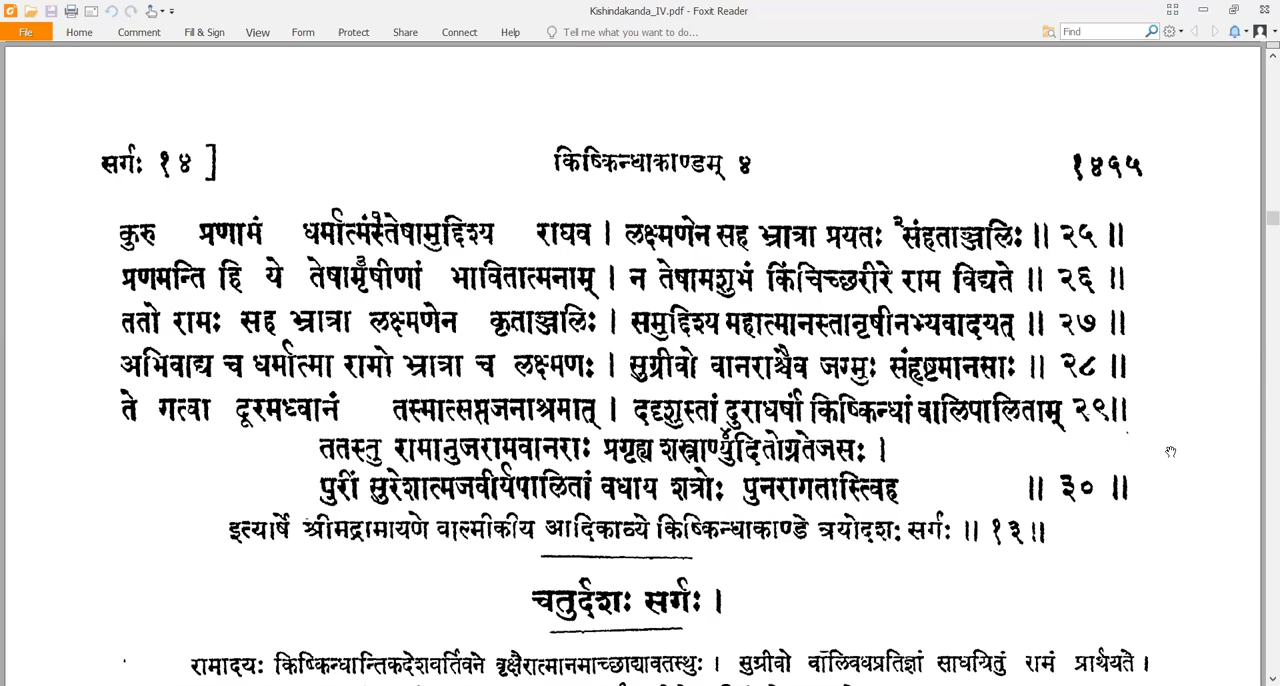 Kishindakanda_IV.pdf - Foxit Reader
File Home Comment Fill & Sign View Form Protect Share Connect Help Tell me what you want to do... Find
सर्गः १४ ] किष्किन्धाकाण्डम् ४ १४६५
कुरु प्रणामं धर्मात्मंस्तेषामुद्दिश्य राघव । लक्ष्मणेन सह भ्रात्रा प्रयतः संहताञ्जलिः ॥ २५ ॥
प्रणमन्ति हि ये तेषामृषीणां भावितात्मनाम् । न तेषामशुभं किंचिच्छरीरे राम विद्यते ॥ २६ ॥
ततो रामः सह भ्रात्रा लक्ष्मणेन कृताञ्जलिः । समुद्दिश्य महात्मानस्तानृषीनभ्यवादयत् ॥ २७ ॥
अभिवाद्य च धर्मात्मा रामो भ्राता च लक्ष्मणः । सुग्रीवो वानराश्चैव जग्मुः संहृष्टमानसाः ॥ २८ ॥
ते गत्वा दूरमध्वानं तस्मात्सप्तजनाश्रमात् । ददृशुस्तां दुराधर्षां किष्किन्धां वालिपालिताम् २९॥
ततस्तु रामानुजरामवानराः प्रगृह्य शस्त्राण्युदितोग्रतेजसः ।
पुरीं सुरेशात्मजवीर्यपालितां वधाय शत्रोः पुनरागतास्त्विह ॥ ३० ॥
इत्यार्षे श्रीमद्रामायणे वाल्मीकीय आदिकाव्ये किष्किन्धाकाण्डे त्रयोदशः सर्गः ॥ १३ ॥
चतुर्दशः सर्गः ।
रामादयः किष्किन्धान्तिकदेशवर्तिवने वृक्षैरात्मानमाच्छाद्यावतस्थुः । सुग्रीवो वालिवधप्रतिज्ञां साधयितुं रामं प्रार्थयते ।